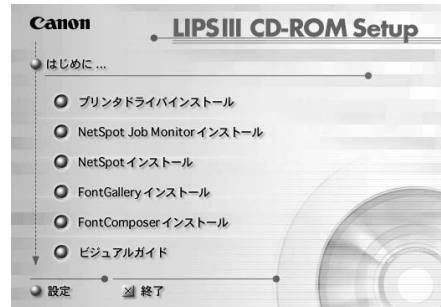 Canon
LIPSIII CD-ROM Setup
はじめに ...
プリンタドライバインストール
NetSpot Job Monitorインストール
NetSpotインストール
FontGalleryインストール
FontComposerインストール
ビジュアルガイド
設定
終了